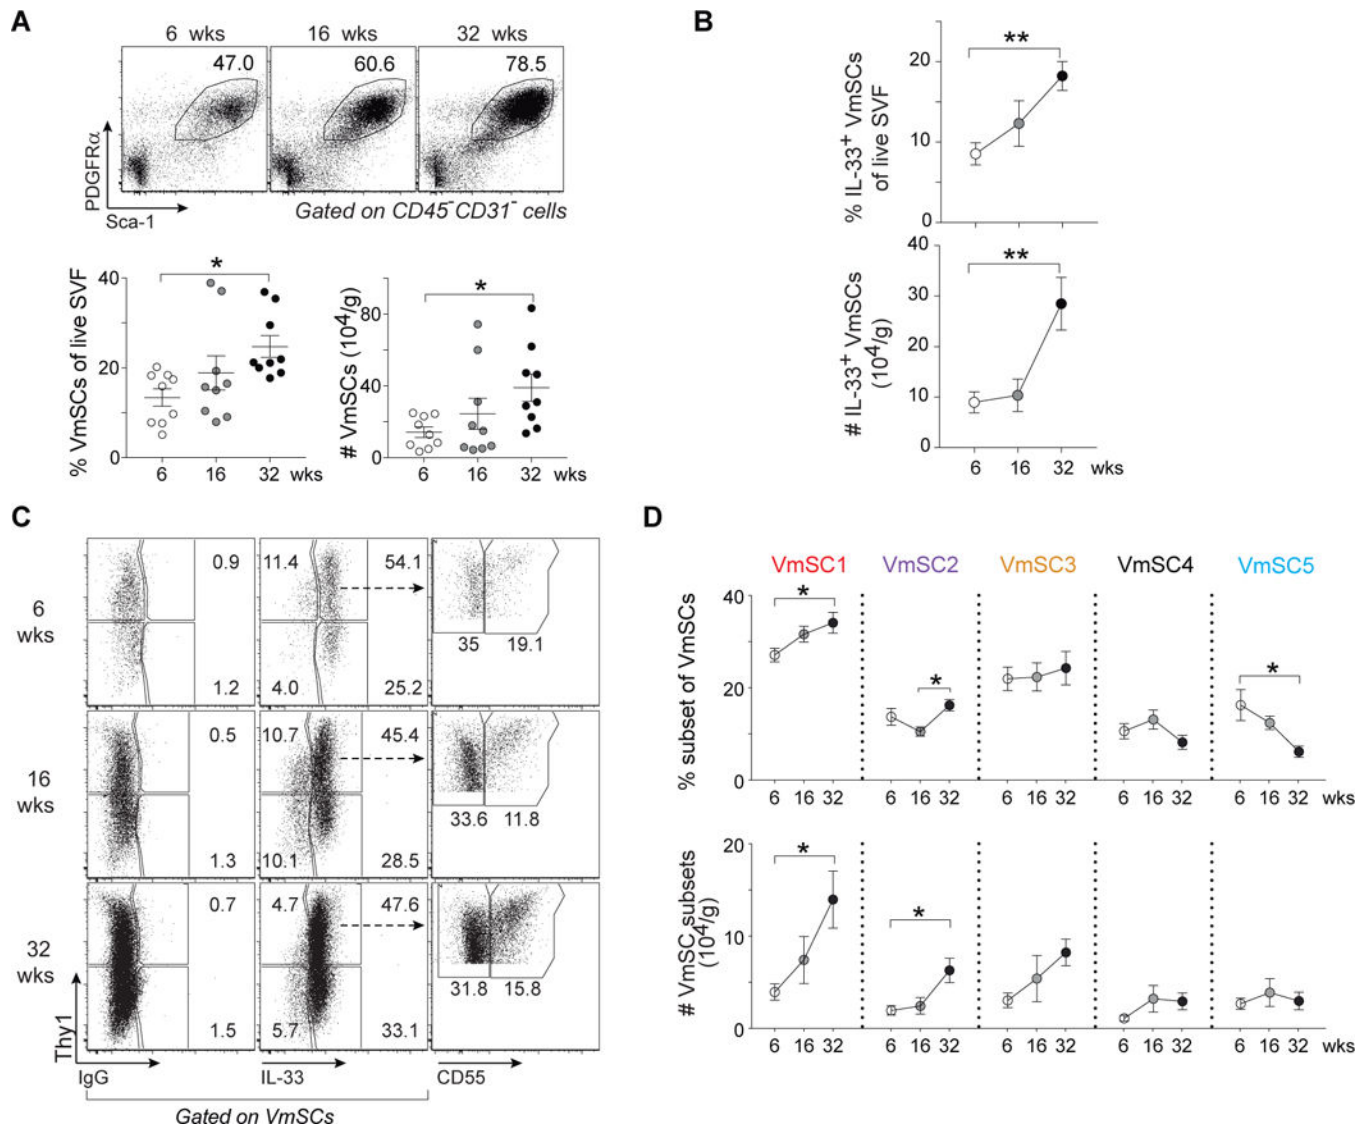 A
6 wks
16 wks
32 wks
47.0
60.6
78.5
PDGFRα
Sca-1
Gated on CD45⁻CD31⁻ cells
% VmSCs of live SVF
40
20
0
*
6
16
32
wks
# VmSCs (10⁴/g)
80
40
0
*
6
16
32
wks
B
% IL-33⁺ VmSCs
of live SVF
20
10
0
**
# IL-33⁺ VmSCs
(10⁴/g)
40
30
20
10
0
**
6
16
32
wks
C
6
wks
0.9
1.2
11.4
54.1
4.0
25.2
35
19.1
16
wks
0.5
1.3
10.7
45.4
10.1
28.5
33.6
11.8
32
wks
0.7
1.5
4.7
47.6
5.7
33.1
31.8
15.8
Thy1
IgG
IL-33
CD55
Gated on VmSCs
D
VmSC1
VmSC2
VmSC3
VmSC4
VmSC5
% subset of VmSCs
40
20
0
*
*
*
6 16 32
6 16 32
6 16 32
6 16 32
6 16 32
wks
# VmSC subsets
(10⁴/g)
20
10
0
*
*
6 16 32
6 16 32
6 16 32
6 16 32
6 16 32
wks